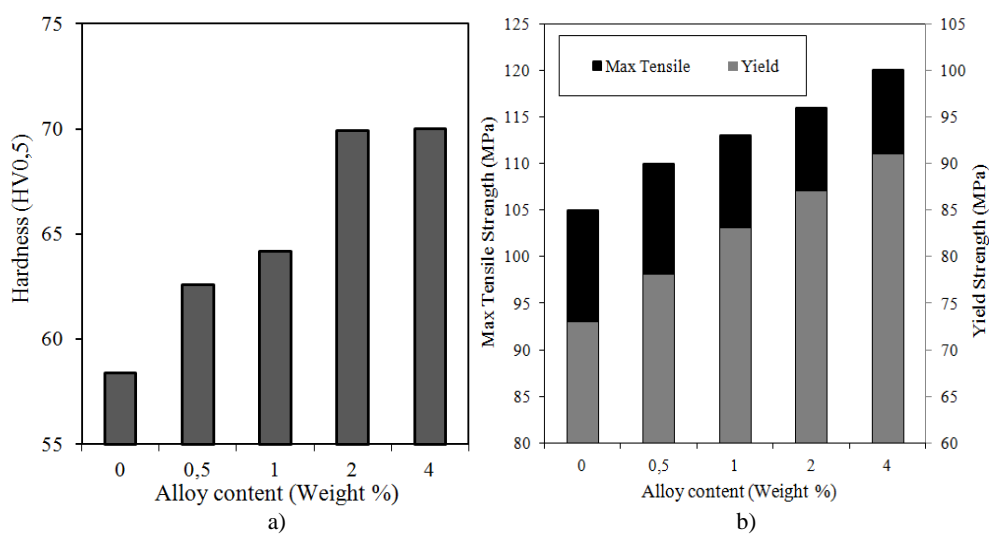 75
70
65
60
55
Hardness (HV0,5)
0 0,5 1 2 4
Alloy content (Weight %)
a)
Max Tensile Yield
125
120
115
110
105
100
95
90
85
80
Max Tensile Strength (MPa)
105
100
95
90
85
80
75
70
65
60
Yield Strength (MPa)
0 0,5 1 2 4
Alloy content (Weight %)
b)